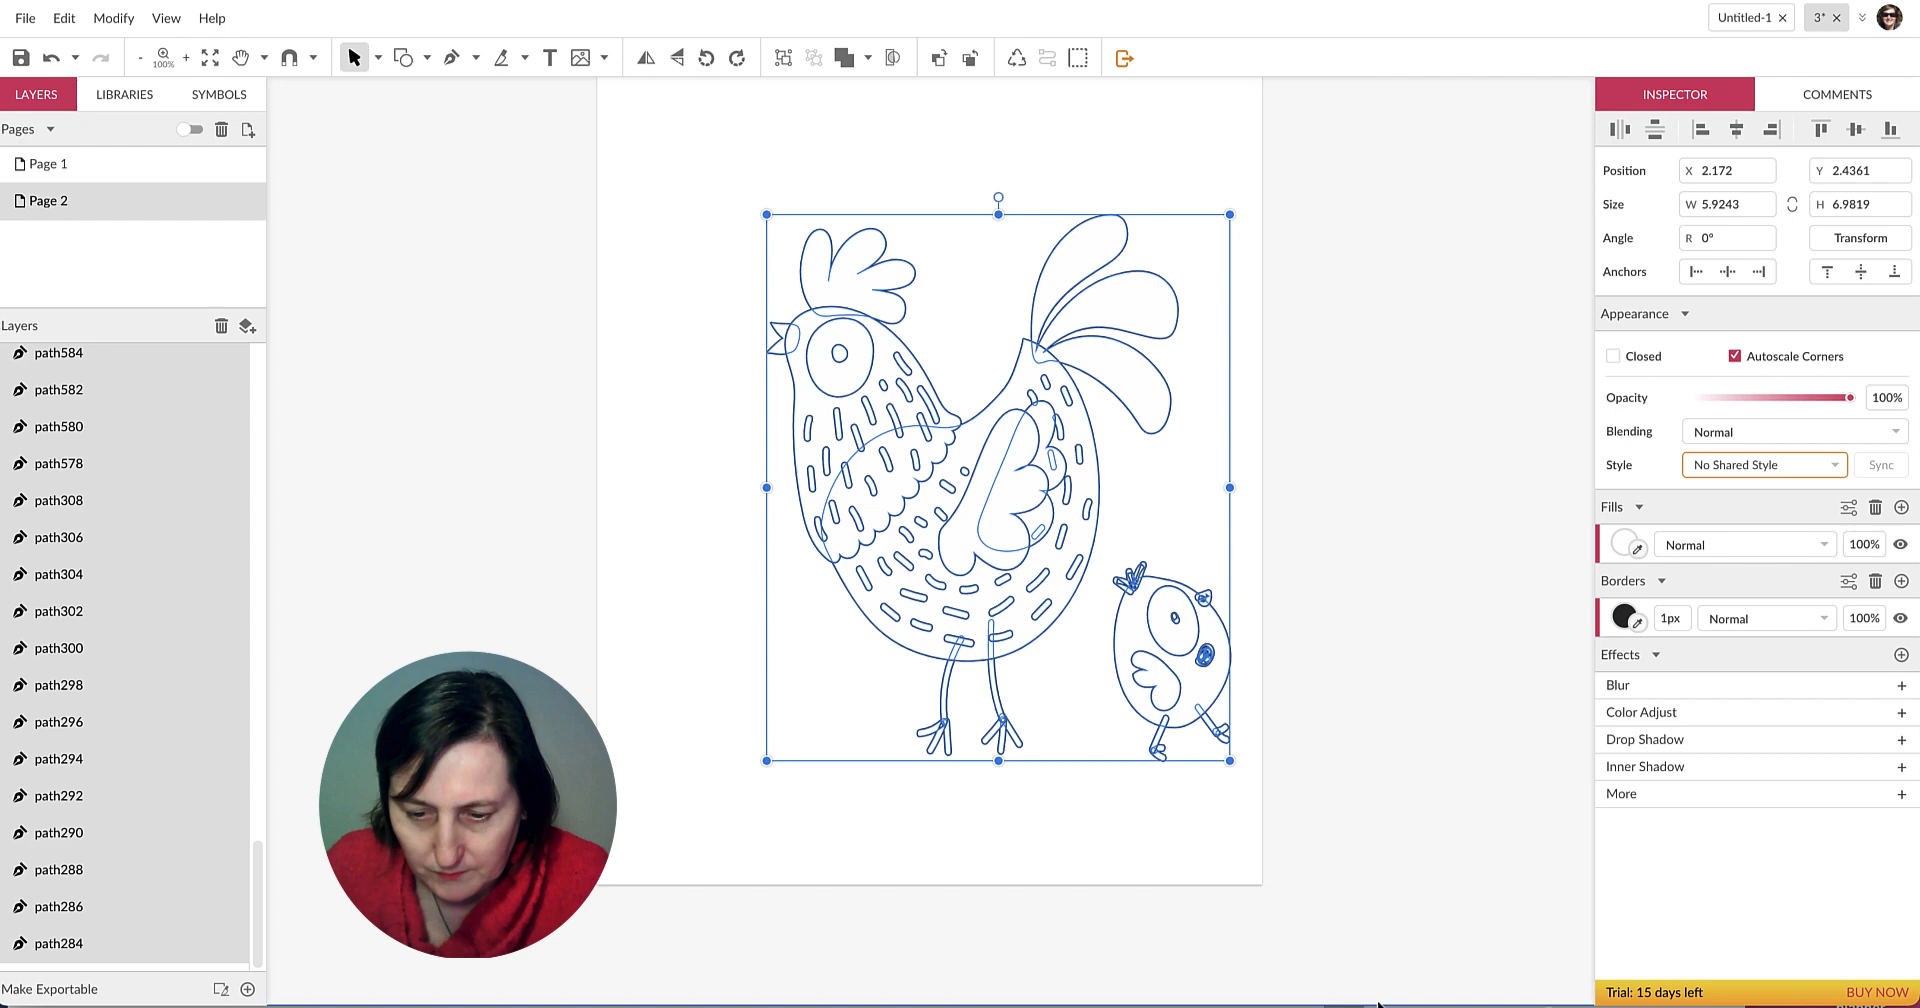 File Edit Modify View Help
Untitled-1
3*
- 100% +
T
LAYERS LIBRARIES SYMBOLS
Pages
Page 1
Page 2
Layers
path584
path582
path580
path578
path308
path306
path304
path302
path300
path298
path296
path294
path292
path290
path288
path286
path284
Make Exportable
INSPECTOR COMMENTS
Position X 2.172 Y 2.4361
Size W 5.9243 H 6.9819
Angle R 0° Transform
Anchors
Appearance
Closed Autoscale Corners
Opacity 100%
Blending Normal
Style No Shared Style Sync
Fills
Normal 100%
Borders
1px Normal 100%
Effects
Blur +
Color Adjust +
Drop Shadow +
Inner Shadow +
More +
Trial: 15 days left BUY NOW